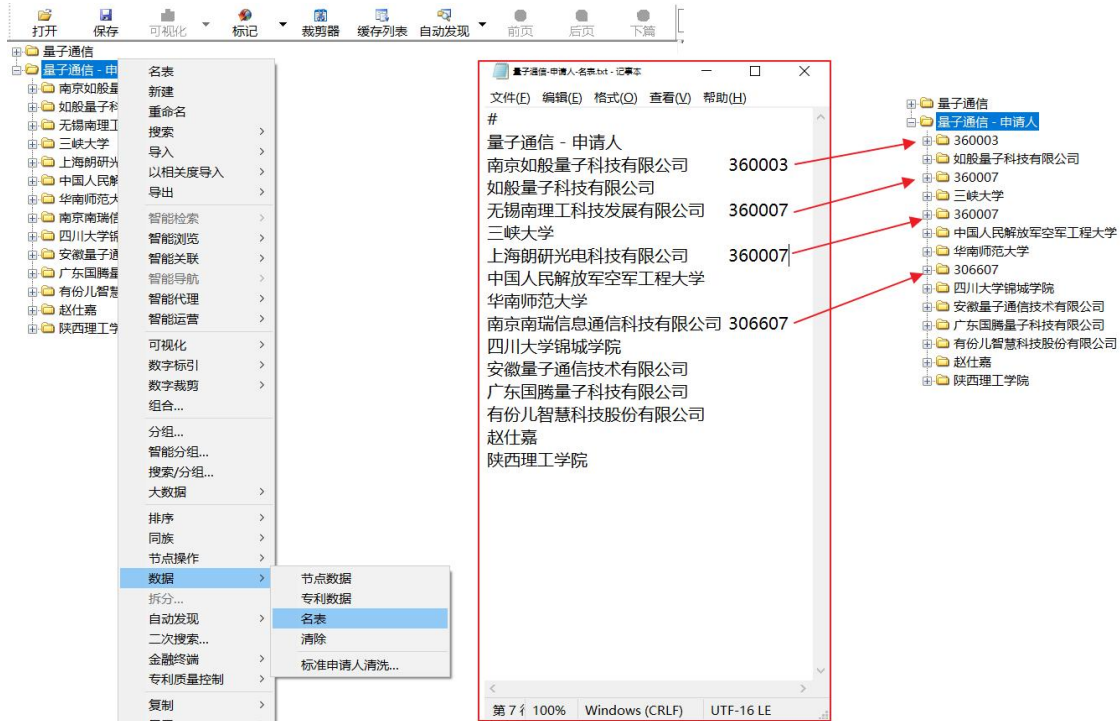 打开 保存 可视化 标记 裁剪器 缓存列表 自动发现 前页 后页 下篇
量子通信
量子通信 - 申
南京如般量
如般量子科
无锡南理工
三峡大学
上海朗研光
中国人民解
华南师范大
南京南瑞信
四川大学锦
安徽量子通
广东国腾量
有份儿智慧
赵仕嘉
陕西理工学
名表
新建
重命名
搜索
导入
以相关度导入
导出
智能检索
智能浏览
智能关联
智能导航
智能代理
智能运营
可视化
数字标引
数字裁剪
组合...
分组...
智能分组...
搜索/分组...
大数据
排序
同族
节点操作
数据
拆分...
自动发现
二次搜索...
金融终端
专利质量控制
复制
节点数据
专利数据
名表
清除
标准申请人清洗...
量子通信-申请人-名表.txt - 记事本
文件(F) 编辑(E) 格式(O) 查看(V) 帮助(H)
#
量子通信 - 申请人
南京如般量子科技有限公司 360003
如般量子科技有限公司
无锡南理工科技发展有限公司 360007
三峡大学
上海朗研光电科技有限公司 360007
中国人民解放军空军工程大学
华南师范大学
南京南瑞信息通信科技有限公司 306607
四川大学锦城学院
安徽量子通信技术有限公司
广东国腾量子科技有限公司
有份儿智慧科技股份有限公司
赵仕嘉
陕西理工学院
第 7 行 100% Windows (CRLF) UTF-16 LE
量子通信
量子通信 - 申请人
360003
如般量子科技有限公司
360007
三峡大学
360007
中国人民解放军空军工程大学
华南师范大学
306607
四川大学锦城学院
安徽量子通信技术有限公司
广东国腾量子科技有限公司
有份儿智慧科技股份有限公司
赵仕嘉
陕西理工学院